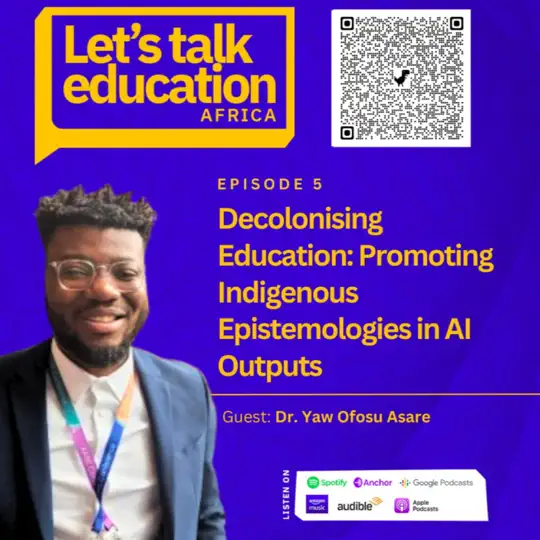 Let's talk
education
AFRICA
EPISODE 5
Decolonising
Education: Promoting
Indigenous
Epistemologies in AI
Outputs
Guest: Dr. Yaw Ofosu Asare
LISTEN ON
Spotify Anchor Google Podcasts
amazon music audible Apple Podcasts